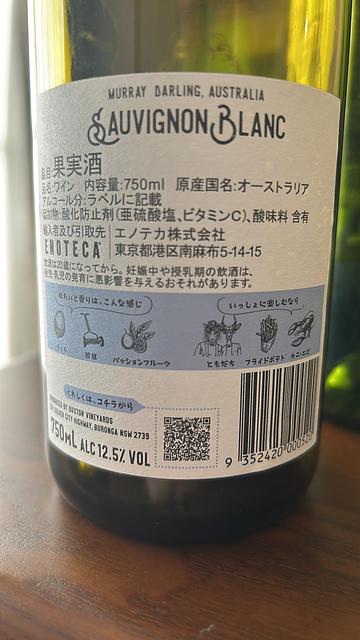 MURRAY DARLING, AUSTRALIA
SAUVIGNON BLANC
品目:果実酒
品名:ワイン 内容量:750ml 原産国名:オーストラリア
アルコール分:ラベルに記載
添加物:酸化防止剤(亜硫酸塩、ビタミンC)、酸味料 含有
輸入者及び引取先 エノテカ株式会社
ENOTECA 東京都港区南麻布5-14-15
飲酒は20歳になってから。妊娠中や授乳期の飲酒は、
胎児・乳児の発育に悪影響を与えるおそれがあります。
味わいと香りは、こんな感じ
いっしょに楽しむなら
ライチ 若草 パッションフルーツ
ともだち フライドポテト カニ・エビ
くわしくは、コチラから
PRODUCED BY BUXTON VINEYARDS
CITY HIGHWAY, BURONGA NSW 2739
750mL ALC 12.5% VOL
9 352420 000520